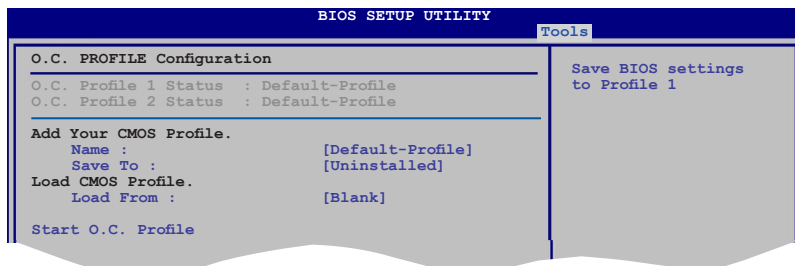 BIOS SETUP UTILITY
Tools
O.C. PROFILE Configuration
O.C. Profile 1 Status : Default-Profile
O.C. Profile 2 Status : Default-Profile
Add Your CMOS Profile.
Name : [Default-Profile]
Save To : [Uninstalled]
Load CMOS Profile.
Load From : [Blank]
Start O.C. Profile
Save BIOS settings
to Profile 1